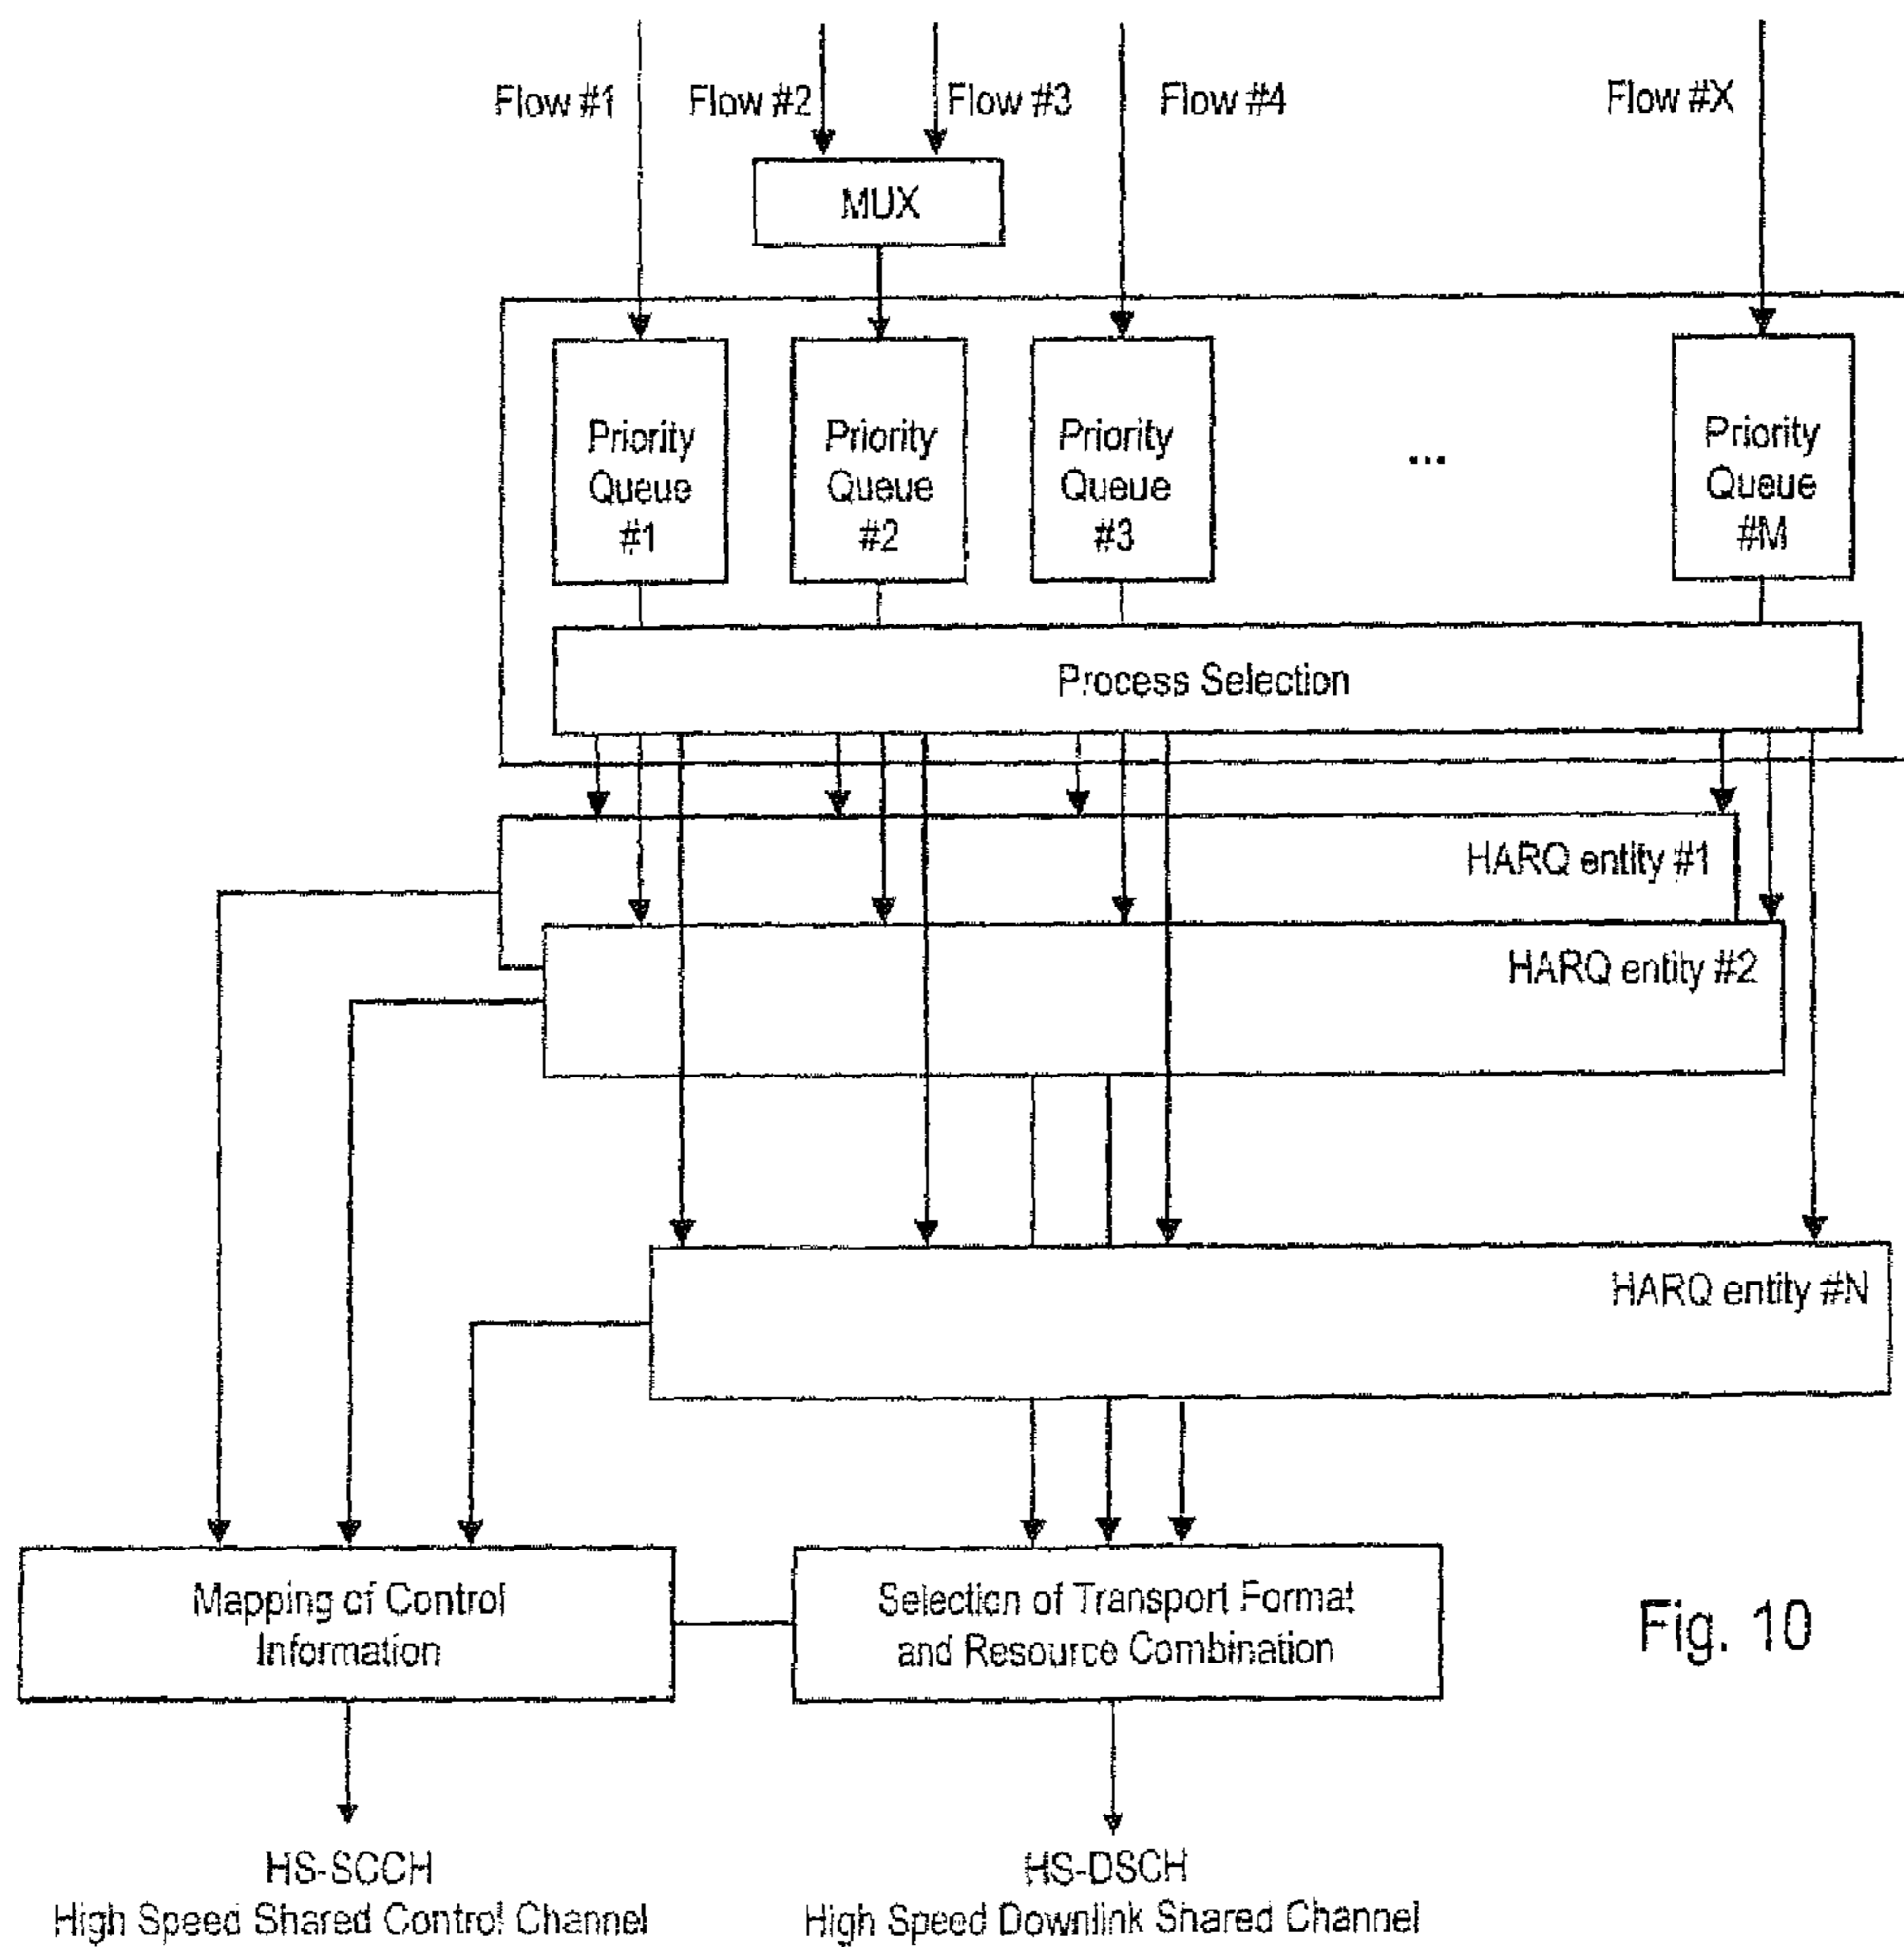 Flow #1
Flow #2
Flow #3
Flow #4
Flow #X
MUX
Priority
Queue
#1
Priority
Queue
#2
Priority
Queue
#3
...
Priority
Queue
#M
Process Selection
HARQ entity #1
HARQ entity #2
HARQ entity #N
Mapping of Control
Information
Selection of Transport Format
and Resource Combination
Fig. 10
HS-SCCH
High Speed Shared Control Channel
HS-DSCH
High Speed Downlink Shared Channel